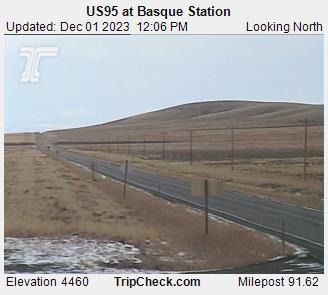 US95 at Basque Station
Updated: Dec 01 2023 12:06 PM Looking North
Elevation 4460 TripCheck.com Milepost 91.62